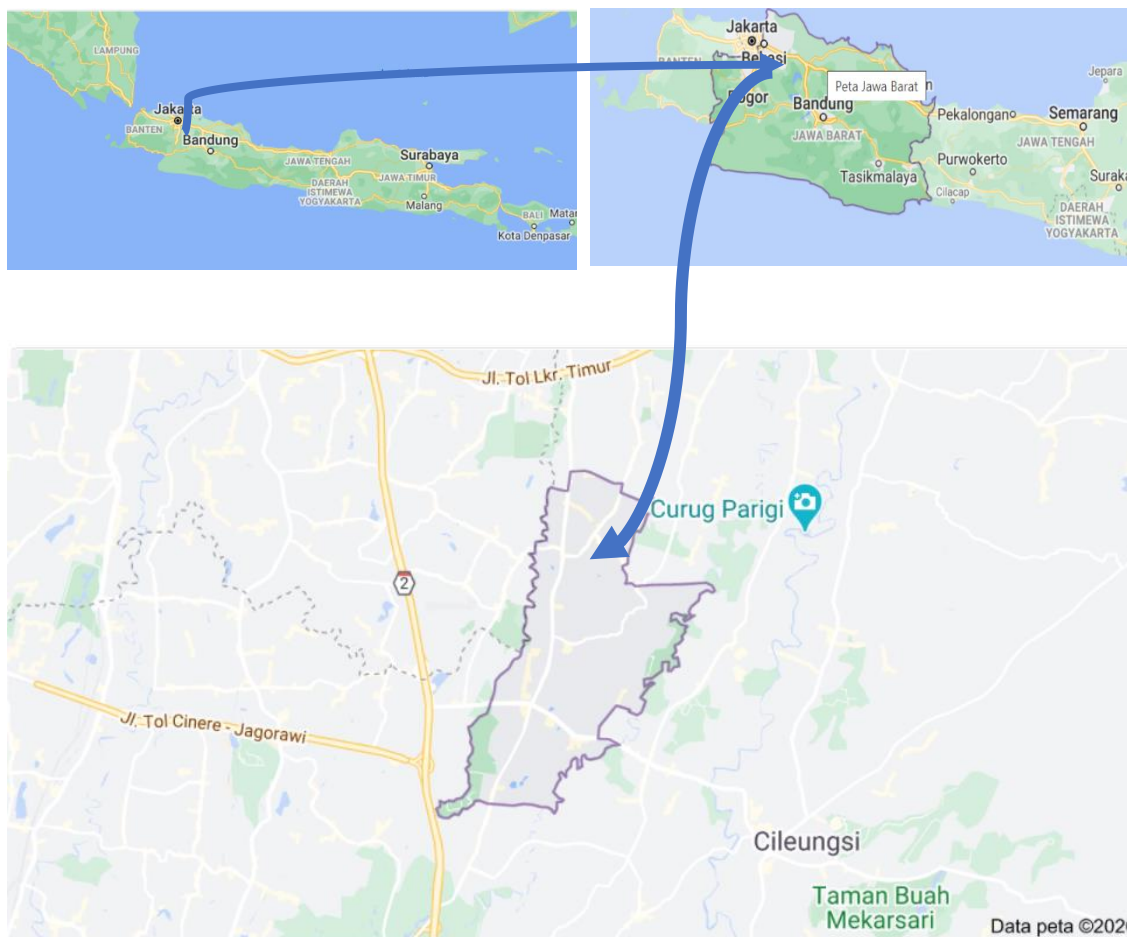 LAMPUNG
Jakarta
BANTEN
Bandung
JAWA TENGAH
Surabaya
JAWA TIMUR
DAERAH
ISTIMEWA
YOGYAKARTA
Malang
BALI
Kota Denpasar
Jakarta
BANTEN
Bogor
Peta Jawa Barat
Bandung
JAWA BARAT
Tasikmalaya
Jepara
Pekalongan
Semarang
JAWA TENGAH
Purwokerto
Cilacap
DAERAH
ISTIMEWA
YOGYAKARTA
Jl. Tol Lkr. Timur
Curug Parigi
2
Jl. Tol Cinere - Jagorawi
Cileungsi
Taman Buah
Mekarsari
Data peta ©202